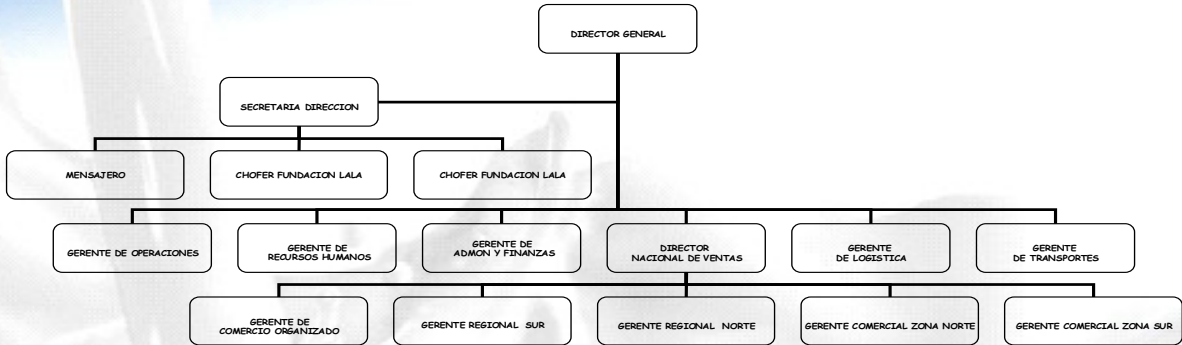 DIRECTOR GENERAL
SECRETARIA DIRECCION
MENSAJERO
CHOFER FUNDACION LALA
CHOFER FUNDACION LALA
GERENTE DE OPERACIONES
GERENTE DE
RECURSOS HUMANOS
GERENTE DE
ADMON Y FINANZAS
DIRECTOR
NACIONAL DE VENTAS
GERENTE
DE LOGISTICA
GERENTE
DE TRANSPORTES
GERENTE DE
COMERCIO ORGANIZADO
GERENTE REGIONAL SUR
GERENTE REGIONAL NORTE
GERENTE COMERCIAL ZONA NORTE
GERENTE COMERCIAL ZONA SUR